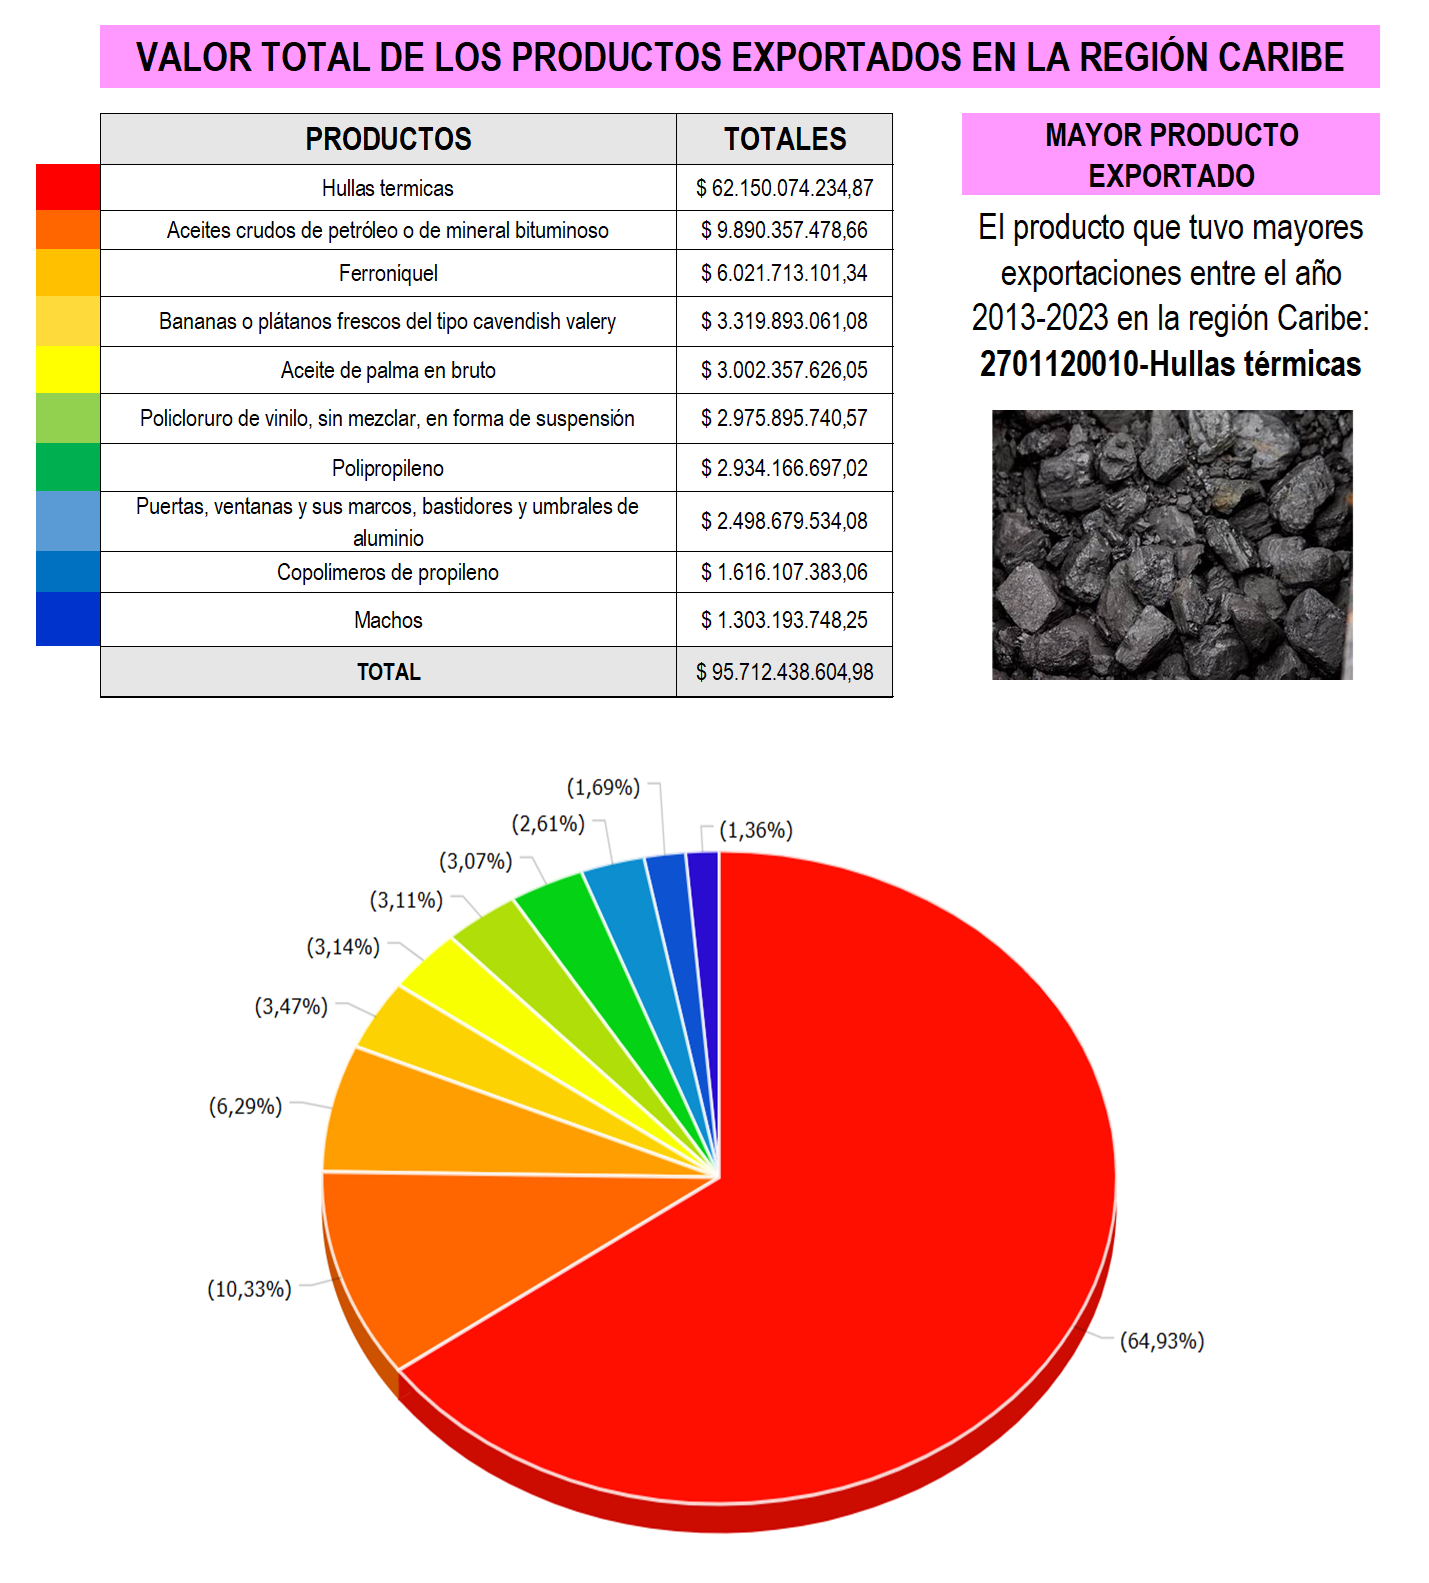 VALOR TOTAL DE LOS PRODUCTOS EXPORTADOS EN LA REGIÓN CARIBE
PRODUCTOS TOTALES
Hullas termicas $ 62.150.074.234,87
Aceites crudos de petróleo o de mineral bituminoso $ 9.890.357.478,66
Ferroniquel $ 6.021.713.101,34
Bananas o plátanos frescos del tipo cavendish valery $ 3.319.893.061,08
Aceite de palma en bruto $ 3.002.357.626,05
Policloruro de vinilo, sin mezclar, en forma de suspensión $ 2.975.895.740,57
Polipropileno $ 2.934.166.697,02
Puertas, ventanas y sus marcos, bastidores y umbrales de
aluminio $ 2.498.679.534,08
Copolimeros de propileno $ 1.616.107.383,06
Machos $ 1.303.193.748,25
TOTAL $ 95.712.438.604,98
MAYOR PRODUCTO
EXPORTADO
El producto que tuvo mayores
exportaciones entre el año
2013-2023 en la región Caribe:
2701120010-Hullas térmicas
(1,69%)
(2,61%)
(1,36%)
(3,07%)
(3,11%)
(3,14%)
(3,47%)
(6,29%)
(10,33%)
(64,93%)